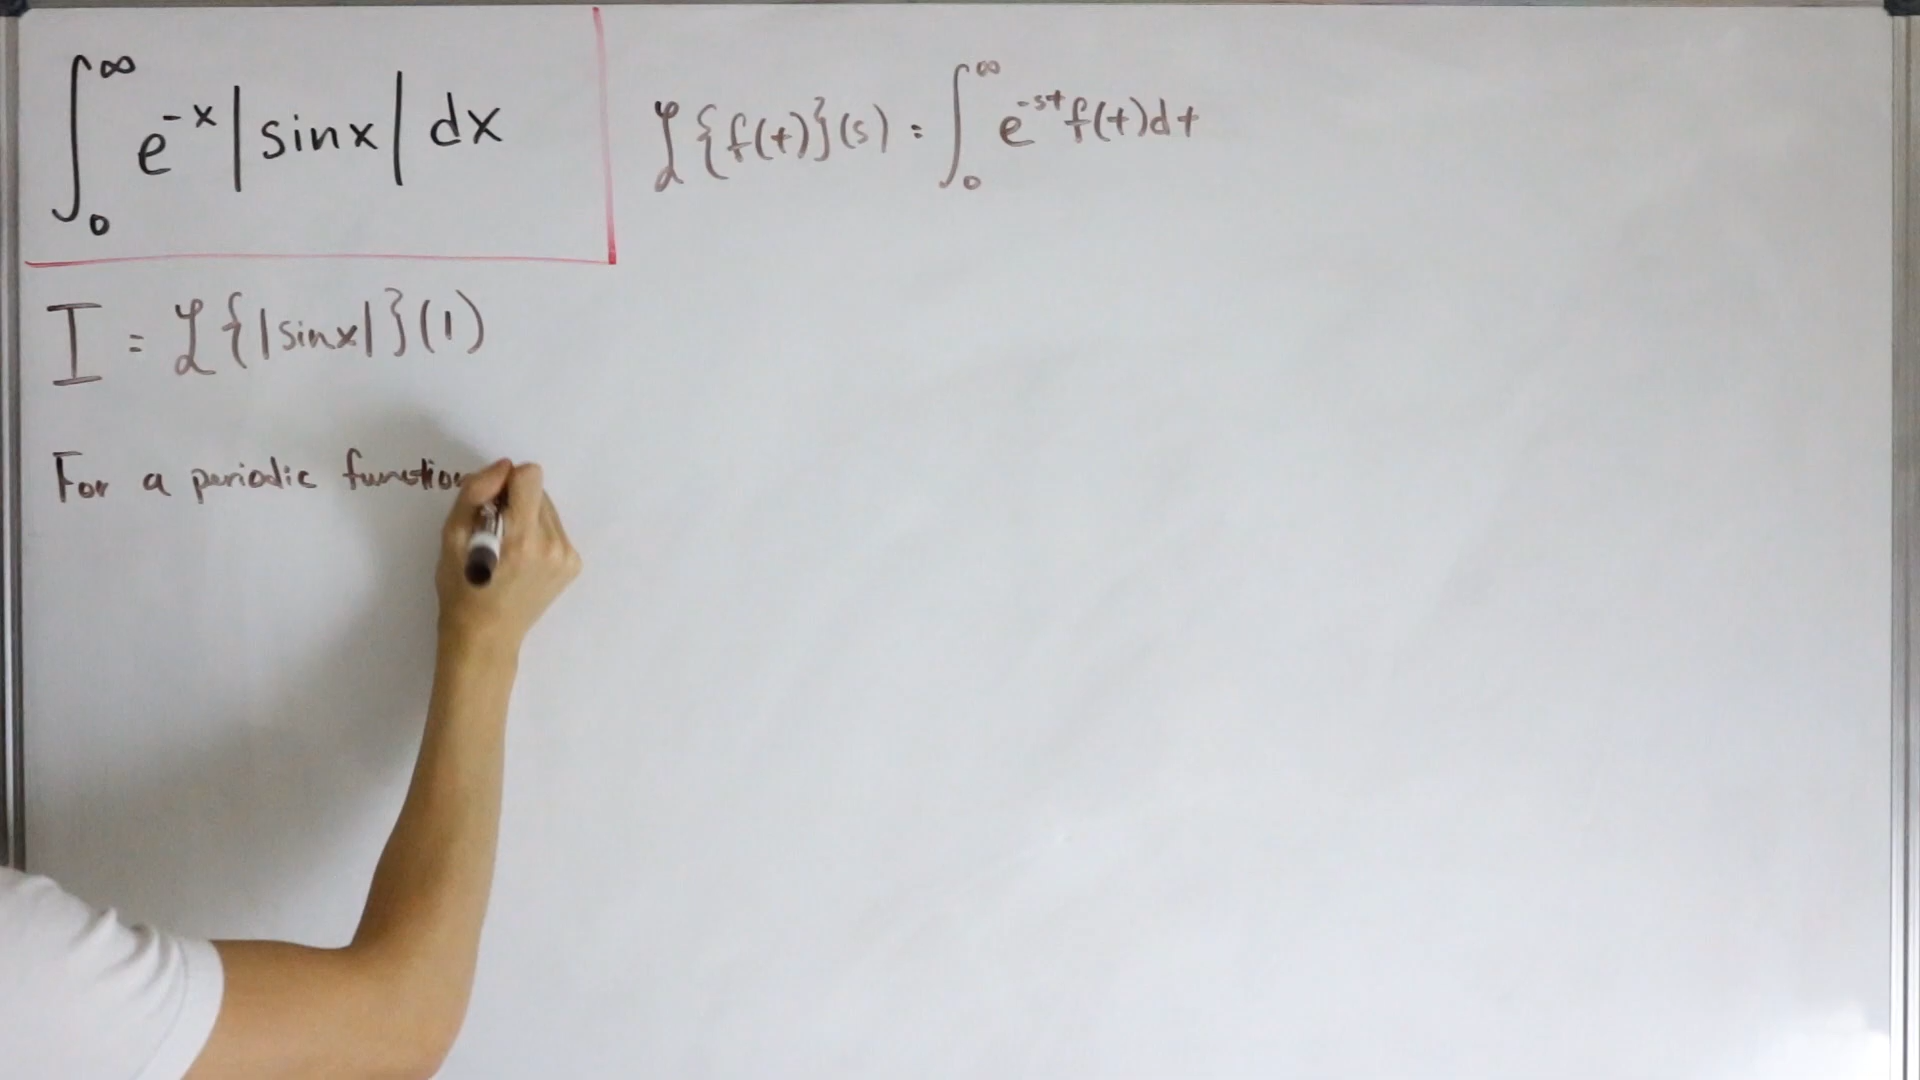 ∫₀^∞ e^{-x} |sinx| dx
ℒ{f(t)}(s) = ∫₀^∞ e^{-st} f(t)dt
I = ℒ{|sinx|}(1)
For a periodic function